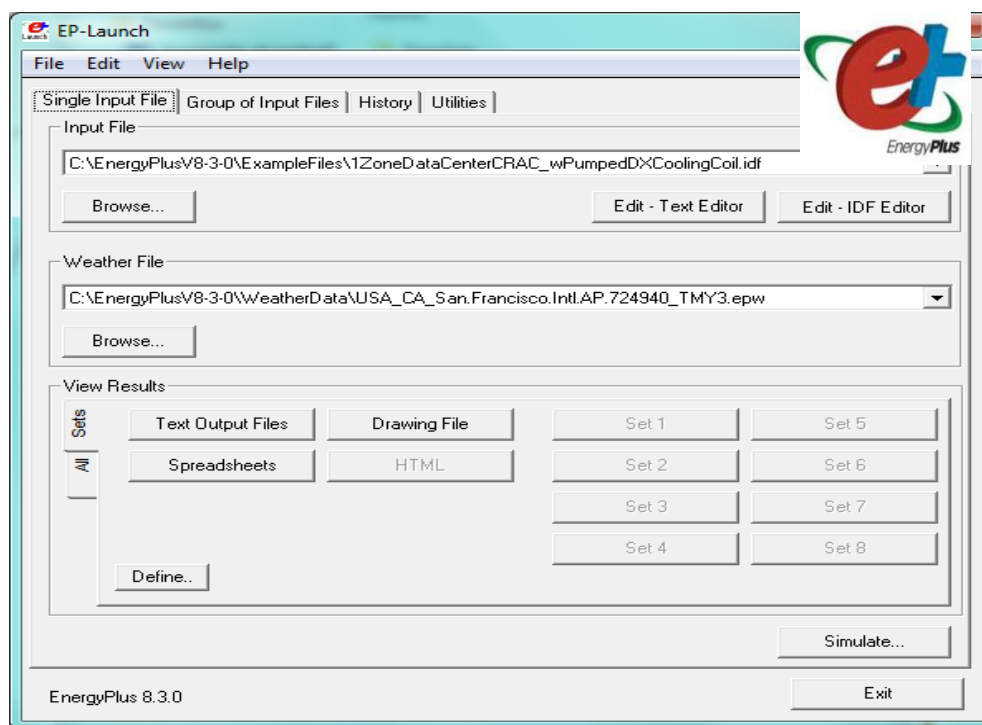 EP-Launch
File Edit View Help
EnergyPlus
Single Input File Group of Input Files History Utilities
Input File
C:\EnergyPlusV8-3-0\ExampleFiles\1ZoneDataCenterCRAC_wPumpedDXCoolingCoil.idf
Browse... Edit - Text Editor Edit - IDF Editor
Weather File
C:\EnergyPlusV8-3-0\WeatherData\USA_CA_San.Francisco.Intl.AP.724940_TMY3.epw
Browse...
View Results
Sets
All
Text Output Files Drawing File Set 1 Set 5
Spreadsheets HTML Set 2 Set 6
Set 3 Set 7
Set 4 Set 8
Define..
Simulate...
EnergyPlus 8.3.0 Exit